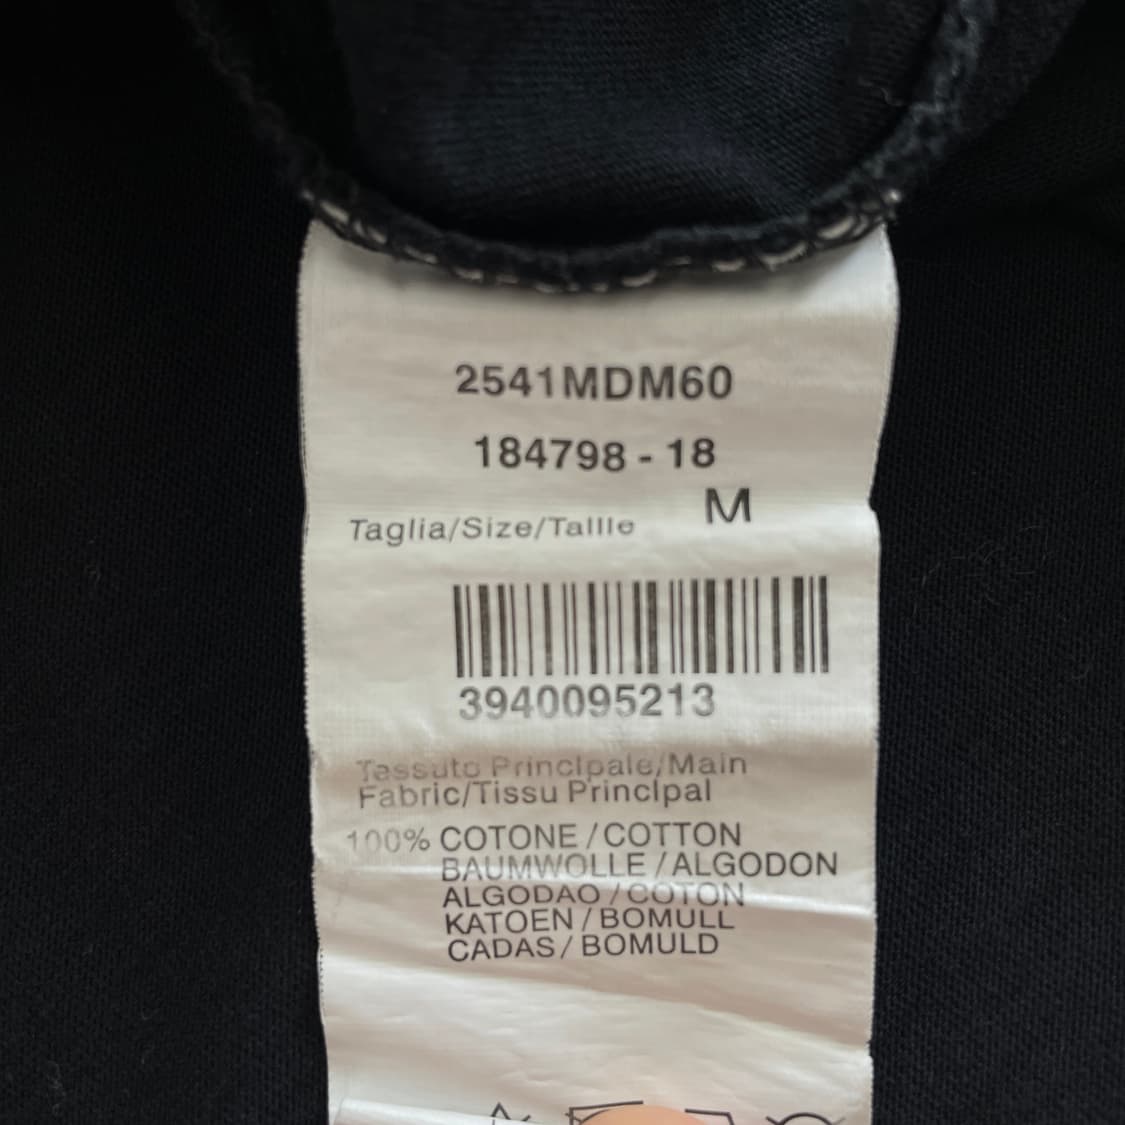 2541MDM60
184798 - 18
Taglia/Size/Taille M
3940095213
Tessuto Principale/Main
Fabric/Tissu Principal
100% COTONE / COTTON
BAUMWOLLE / ALGODON
ALGODAO / COTON
KATOEN / BOMULL
CADAS / BOMULD